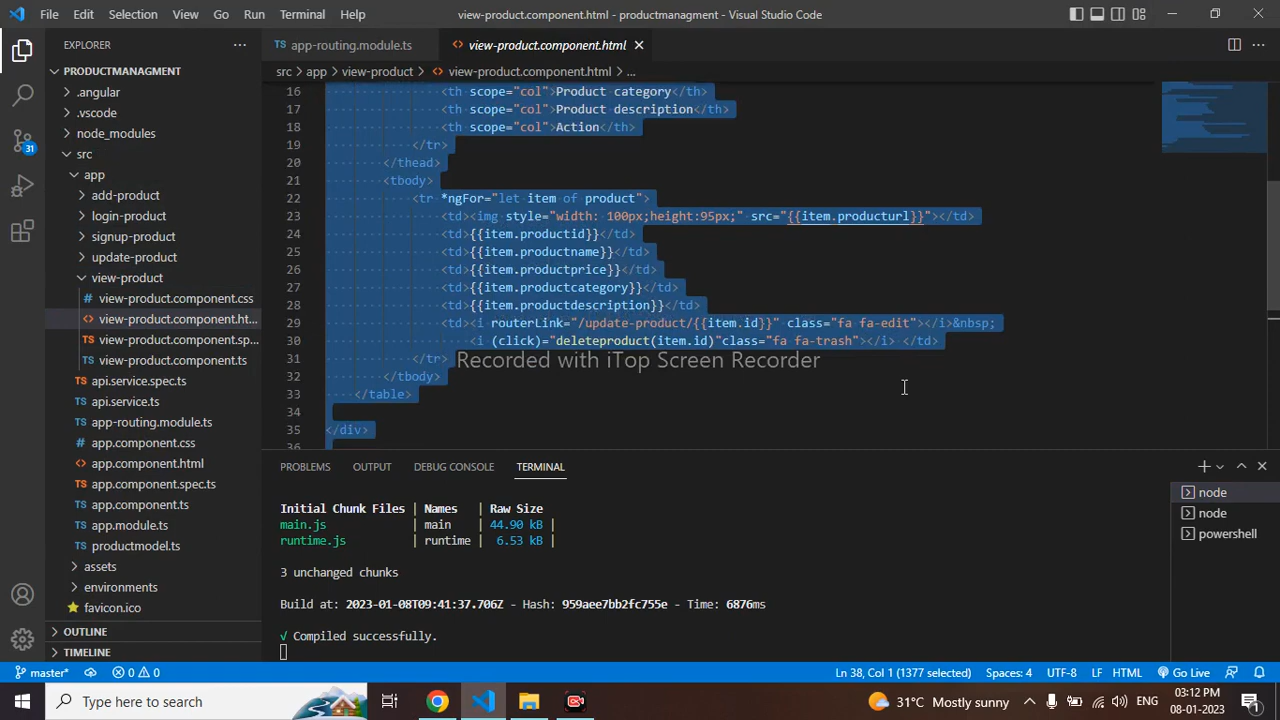 File Edit Selection View Go Run Terminal Help view-product.component.html - productmanagment - Visual Studio Code
EXPLORER
PRODUCTMANAGMENT
.angular
.vscode
node_modules
src
app
add-product
login-product
signup-product
update-product
view-product
view-product.component.css
view-product.component.ht...
view-product.component.sp...
view-product.component.ts
api.service.spec.ts
api.service.ts
app-routing.module.ts
app.component.css
app.component.html
app.component.spec.ts
app.component.ts
app.module.ts
productmodel.ts
assets
environments
favicon.ico
OUTLINE
TIMELINE
31
app-routing.module.ts view-product.component.html
src > app > view-product > view-product.component.html > ...
16 <th scope="col">Product category</th>
17 <th scope="col">Product description</th>
18 <th scope="col">Action</th>
19 </tr>
20 </thead>
21 <tbody>
22 <tr *ngFor="let item of product">
23 <td><img style="width: 100px;height:95px;" src="{{item.producturl}}"></td>
24 <td>{{item.productid}}</td>
25 <td>{{item.productname}}</td>
26 <td>{{item.productprice}}</td>
27 <td>{{item.productcategory}}</td>
28 <td>{{item.productdescription}}</td>
29 <td><i routerLink="/update-product/{{item.id}}" class="fa fa-edit"></i>&nbsp;
30 <i (click)="deleteproduct(item.id)"class="fa fa-trash"></i> </td>
31 </tr>
Recorded with iTop Screen Recorder
32 </tbody>
33 </table>
34
35 </div>
36
PROBLEMS OUTPUT DEBUG CONSOLE TERMINAL
Initial Chunk Files | Names | Raw Size
main.js | main | 44.90 kB |
runtime.js | runtime | 6.53 kB |
3 unchanged chunks
Build at: 2023-01-08T09:41:37.706Z - Hash: 959aee7bb2fc755e - Time: 6876ms
√ Compiled successfully.
node
node
powershell
master* 0 0 Ln 38, Col 1 (1377 selected) Spaces: 4 UTF-8 LF HTML Go Live
Type here to search 31°C Mostly sunny ENG 03:12 PM
08-01-2023
1